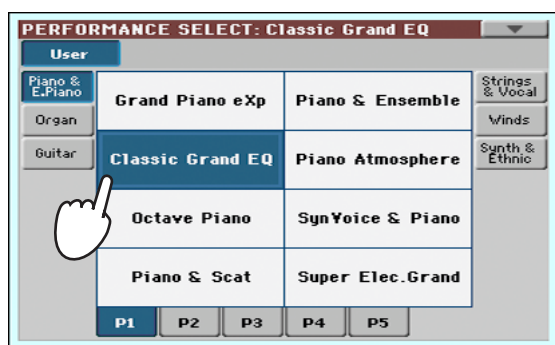 PERFORMANCE SELECT: Classic Grand EQ
User
Piano &
E.Piano
Organ
Guitar
Grand Piano eXp
Piano & Ensemble
Classic Grand EQ
Piano Atmosphere
Octave Piano
SynVoice & Piano
Piano & Scat
Super Elec.Grand
Strings
& Vocal
Winds
Synth &
Ethnic
P1 P2 P3 P4 P5